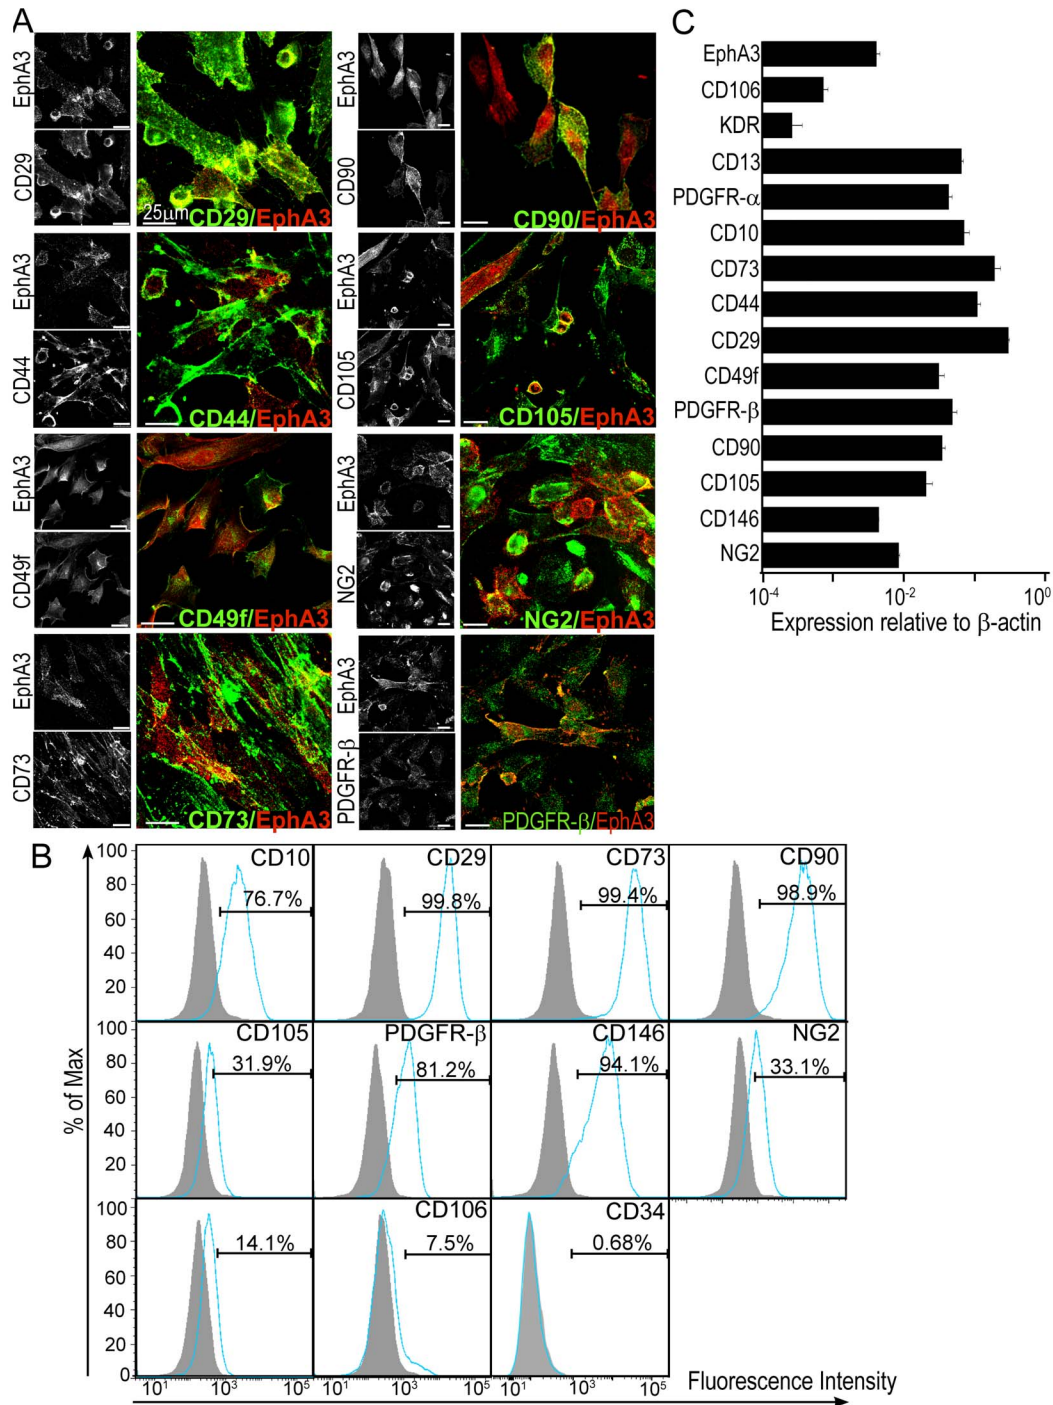 A
EphA3
CD29
25μm
CD29/EphA3
EphA3
CD90
CD90/EphA3
EphA3
CD44
CD44/EphA3
EphA3
CD105
CD105/EphA3
EphA3
CD49f
CD49f/EphA3
EphA3
NG2
NG2/EphA3
EphA3
CD73
CD73/EphA3
EphA3
PDGFR-β
PDGFR-β/EphA3
C
EphA3
CD106
KDR
CD13
PDGFR-α
CD10
CD73
CD44
CD29
CD49f
PDGFR-β
CD90
CD105
CD146
NG2
10⁻⁴ 10⁻² 10⁰
Expression relative to β-actin
B
% of Max
100
80
60
40
20
CD10
76.7%
CD29
99.8%
CD73
99.4%
CD90
98.9%
100
80
60
40
20
CD105
31.9%
PDGFR-β
81.2%
CD146
94.1%
NG2
33.1%
100
80
60
40
20
0
14.1%
CD106
7.5%
CD34
0.68%
10¹ 10³ 10⁵ 10¹ 10³ 10⁵ 10¹ 10³ 10⁵
Fluorescence Intensity